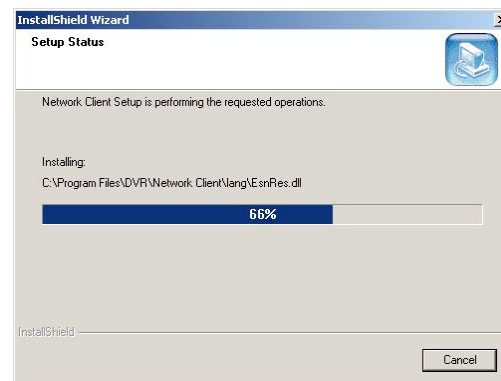 InstallShield Wizard
Setup Status
Network Client Setup is performing the requested operations.
Installing:
C:\Program Files\DVR\Network Client\lang\EsnRes.dll
66%
InstallShield
Cancel